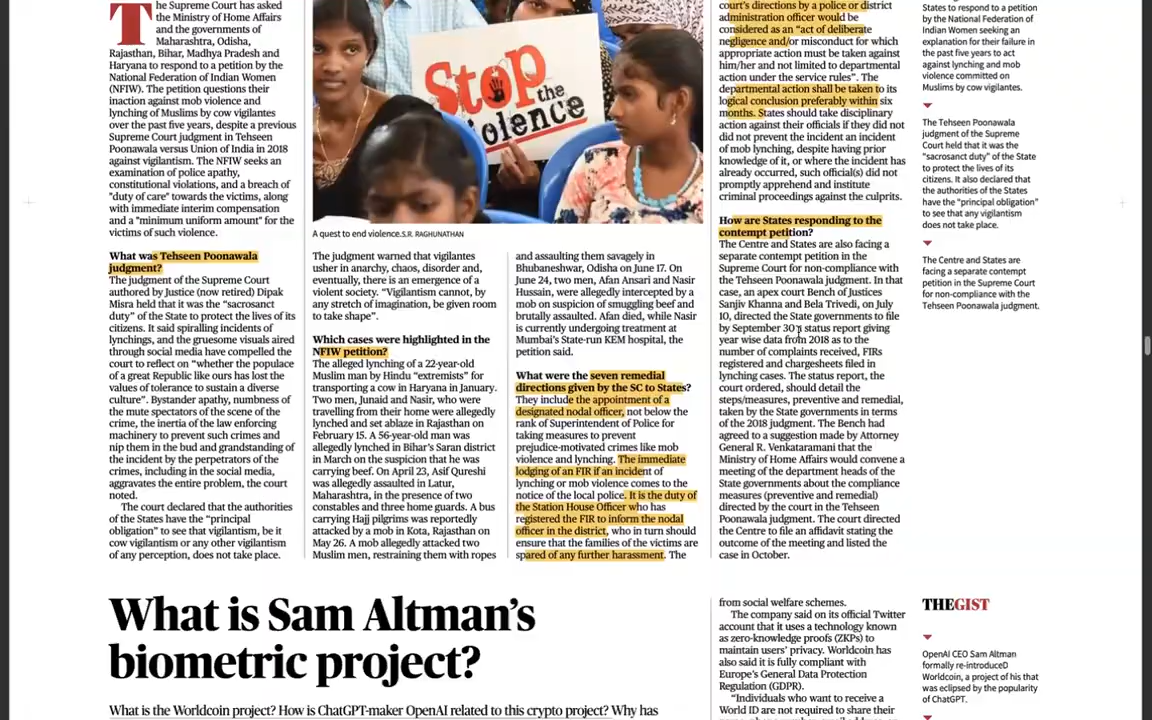 The Supreme Court has asked
the Ministry of Home Affairs
and the governments of
Maharashtra, Odisha,
Rajasthan, Bihar, Madhya Pradesh and
Haryana to respond to a petition by the
National Federation of Indian Women
(NFIW). The petition questions their
inaction against mob violence and
lynching of Muslims by cow vigilantes
over the past five years, despite a previous
Supreme Court judgment in Tehseen
Poonawala versus Union of India in 2018
against vigilantism. The NFIW seeks an
examination of police apathy,
constitutional violations, and a breach of
"duty of care" towards the victims, along
with immediate interim compensation
and a "minimum uniform amount" for the
victims of such violence.
What was Tehseen Poonawala
judgment?
The judgment of the Supreme Court
authored by Justice (now retired) Dipak
Misra held that it was the “sacrosanct
duty” of the State to protect the lives of its
citizens. It said spiralling incidents of
lynchings, and the gruesome visuals aired
through social media have compelled the
court to reflect on “whether the populace
of a great Republic like ours has lost the
values of tolerance to sustain a diverse
culture”. Bystander apathy, numbness of
the mute spectators of the scene of the
crime, the inertia of the law enforcing
machinery to prevent such crimes and
nip them in the bud and grandstanding of
the incident by the perpetrators of the
crimes, including in the social media,
aggravates the entire problem, the court
noted.
The court declared that the authorities
of the States have the “principal
obligation” to see that vigilantism, be it
cow vigilantism or any other vigilantism
of any perception, does not take place.
Stop
the
iolence
A quest to end violence.S.R. RAGHUNATHAN
The judgment warned that vigilantes
usher in anarchy, chaos, disorder and,
eventually, there is an emergence of a
violent society. “Vigilantism cannot, by
any stretch of imagination, be given room
to take shape”.
Which cases were highlighted in the
NFIW petition?
The alleged lynching of a 22-year-old
Muslim man by Hindu “extremists” for
transporting a cow in Haryana in January.
Two men, Junaid and Nasir, who were
travelling from their home were allegedly
lynched and set ablaze in Rajasthan on
February 15. A 56-year-old man was
allegedly lynched in Bihar’s Saran district
in March on the suspicion that he was
carrying beef. On April 23, Asif Qureshi
was allegedly assaulted in Latur,
Maharashtra, in the presence of two
constables and three home guards. A bus
carrying Hajj pilgrims was reportedly
attacked by a mob in Kota, Rajasthan on
May 26. A mob allegedly attacked two
Muslim men, restraining them with ropes
and assaulting them savagely in
Bhubaneshwar, Odisha on June 17. On
June 24, two men, Afan Ansari and Nasir
Hussain, were allegedly intercepted by a
mob on suspicion of smuggling beef and
brutally assaulted. Afan died, while Nasir
is currently undergoing treatment at
Mumbai’s State-run KEM hospital, the
petition said.
What were the seven remedial
directions given by the SC to States?
They include the appointment of a
designated nodal officer, not below the
rank of Superintendent of Police for
taking measures to prevent
prejudice-motivated crimes like mob
violence and lynching. The immediate
lodging of an FIR if an incident of
lynching or mob violence comes to the
notice of the local police. It is the duty of
the Station House Officer who has
registered the FIR to inform the nodal
officer in the district, who in turn should
ensure that the families of the victims are
spared of any further harassment. The
court’s directions by a police or district
administration officer would be
considered as an “act of deliberate
negligence and/or misconduct for which
appropriate action must be taken against
him/her and not limited to departmental
action under the service rules”. The
departmental action shall be taken to its
logical conclusion preferably within six
months. States should take disciplinary
action against their officials if they did not
did not prevent the incident an incident
of mob lynching, despite having prior
knowledge of it, or where the incident has
already occurred, such official(s) did not
promptly apprehend and institute
criminal proceedings against the culprits.
How are States responding to the
contempt petition?
The Centre and States are also facing a
separate contempt petition in the
Supreme Court for non-compliance with
the Tehseen Poonawala judgment. In that
case, an apex court Bench of Justices
Sanjiv Khanna and Bela Trivedi, on July
10, directed the State governments to file
by September 30 a status report giving
year wise data from 2018 as to the
number of complaints received, FIRs
registered and chargesheets filed in
lynching cases. The status report, the
court ordered, should detail the
steps/measures, preventive and remedial,
taken by the State governments in terms
of the 2018 judgment. The Bench had
agreed to a suggestion made by Attorney
General R. Venkataramani that the
Ministry of Home Affairs would convene a
meeting of the department heads of the
State governments about the compliance
measures (preventive and remedial)
directed by the court in the Tehseen
Poonawala judgment. The court directed
the Centre to file an affidavit stating the
outcome of the meeting and listed the
case in October.
States to respond to a petition
by the National Federation of
Indian Women seeking an
explanation for their failure in
the past five years to act
against lynching and mob
violence committed on
Muslims by cow vigilantes.
The Tehseen Poonawala
judgment of the Supreme
Court held that it was the
“sacrosanct duty” of the State
to protect the lives of its
citizens. It also declared that
the authorities of the States
have the “principal obligation”
to see that any vigilantism
does not take place.
The Centre and States are
facing a separate contempt
petition in the Supreme Court
for non-compliance with the
Tehseen Poonawala judgment.
What is Sam Altman’s
biometric project?
What is the Worldcoin project? How is ChatGPT-maker OpenAI related to this crypto project? Why has
from social welfare schemes.
The company said on its official Twitter
account that it uses a technology known
as zero-knowledge proofs (ZKPs) to
maintain users’ privacy. Worldcoin has
also said it is fully compliant with
Europe’s General Data Protection
Regulation (GDPR).
“Individuals who want to receive a
World ID are not required to share their
THEGIST
OpenAI CEO Sam Altman
formally re-introduceD
Worldcoin, a project of his that
was eclipsed by the popularity
of ChatGPT.